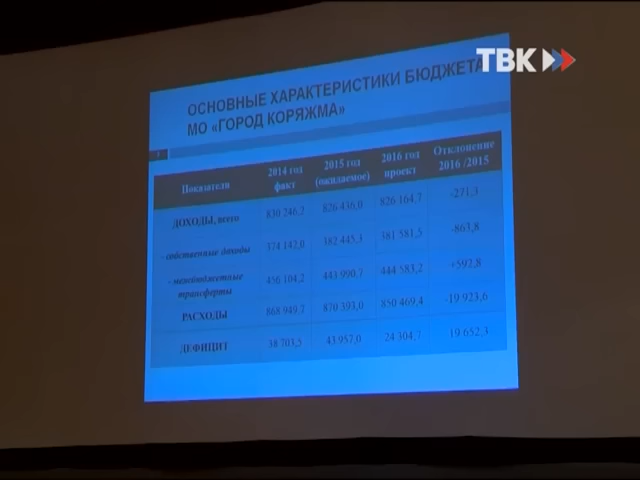 ТВК
ОСНОВНЫЕ ХАРАКТЕРИСТИКИ БЮДЖЕТА
МО «ГОРОД КОРЯЖМА»
Показатели 2014 год факт 2015 год (ожидаемое) 2016 год проект Отклонение 2016 /2015
ДОХОДЫ, всего 830 246,2 826 436,0 826 164,7 -271,3
- собственные доходы 374 142,0 382 445,3 381 581,5 -863,8
- межбюджетные трансферты 456 104,2 443 990,7 444 583,2 +592,8
РАСХОДЫ 868 949,7 870 393,0 850 469,4 -19 923,6
ДЕФИЦИТ 38 703,5 43 957,0 24 304,7 19 652,3